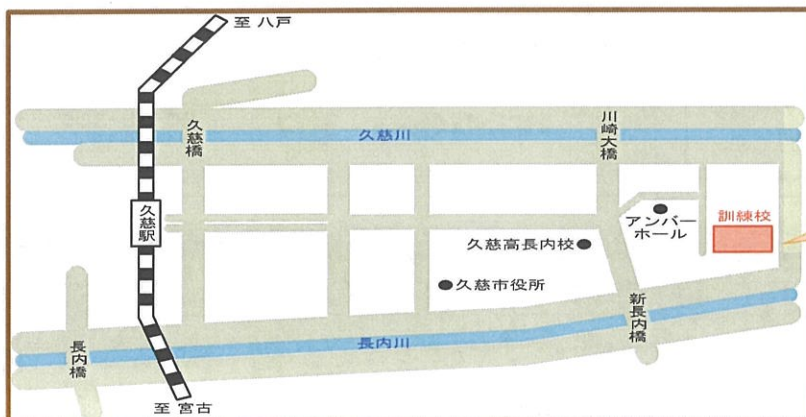 至 八戸
久慈橋
久慈川
川崎大橋
久慈駅
訓練校
アンバー
ホール
久慈高長内校
久慈市役所
新長内橋
長内川
長内橋
至 宮古